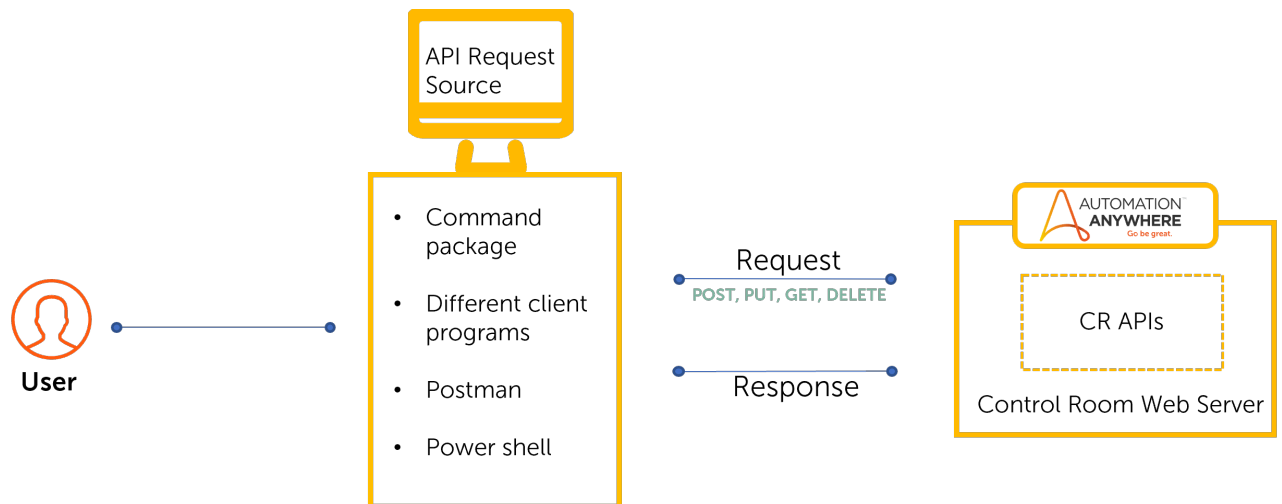 API Request
Source
• Command
package
• Different client
programs
• Postman
• Power shell
User
Request
POST, PUT, GET, DELETE
Response
AUTOMATION™
ANYWHERE
Go be great.
CR APIs
Control Room Web Server